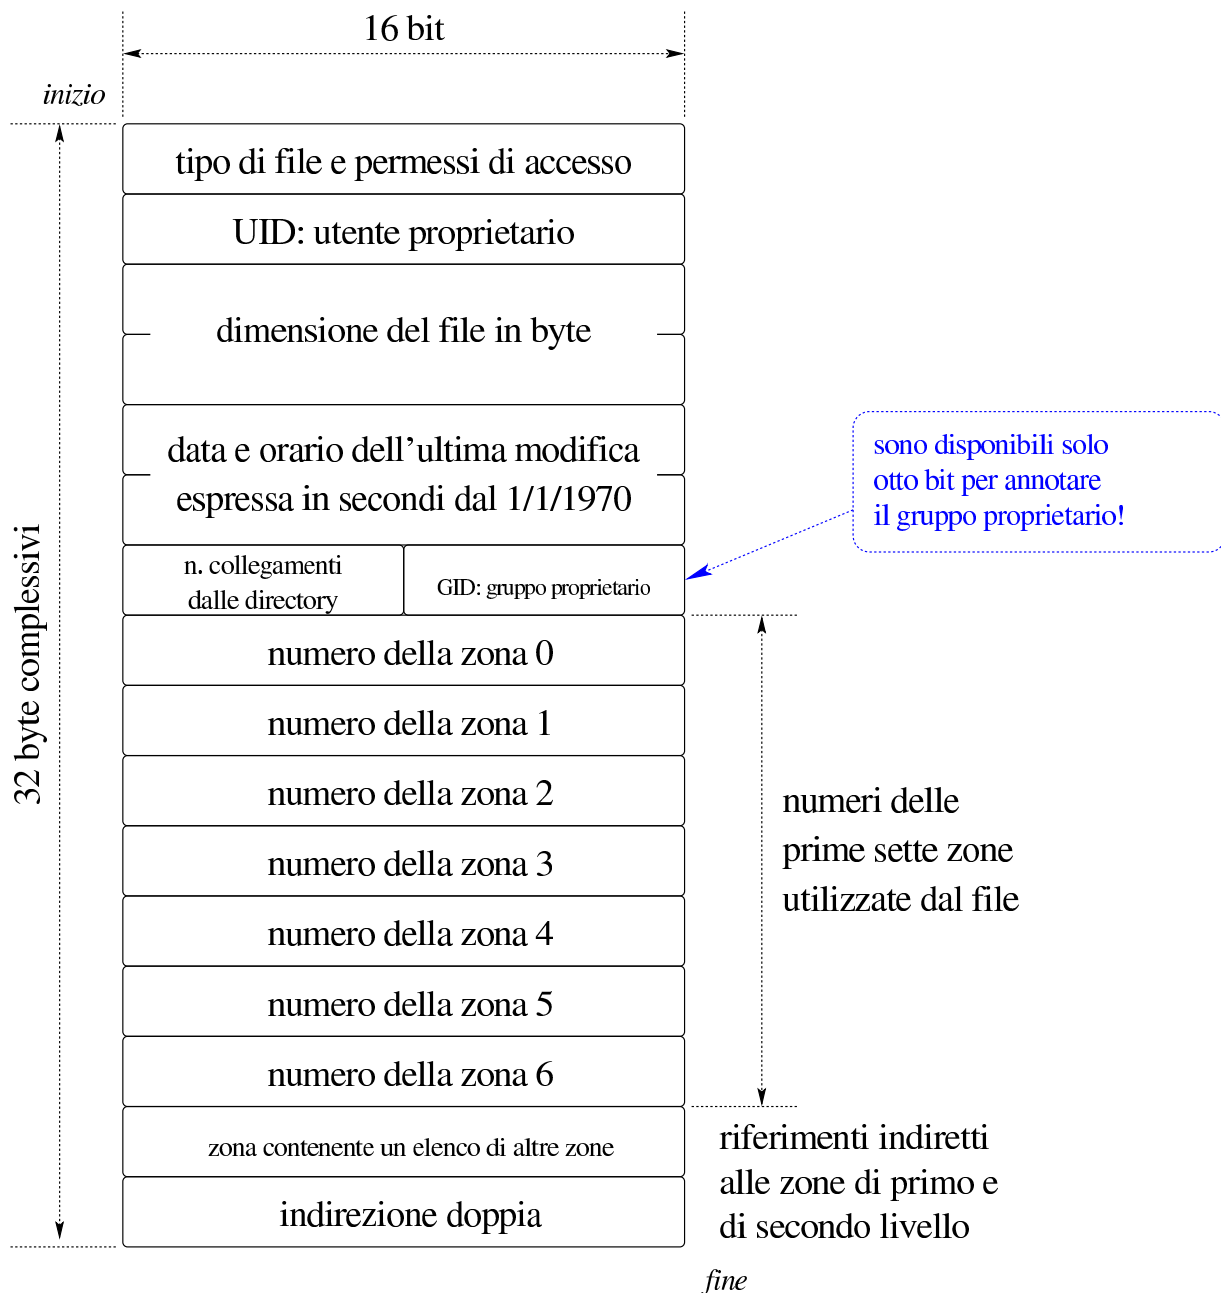 16 bit
inizio
tipo di file e permessi di accesso
UID: utente proprietario
dimensione del file in byte
data e orario dell'ultima modifica
espressa in secondi dal 1/1/1970
sono disponibili solo
otto bit per annotare
il gruppo proprietario!
n. collegamenti
dalle directory
GID: gruppo proprietario
32 byte complessivi
numero della zona 0
numero della zona 1
numero della zona 2
numero della zona 3
numero della zona 4
numero della zona 5
numero della zona 6
numeri delle
prime sette zone
utilizzate dal file
zona contenente un elenco di altre zone
indirezione doppia
riferimenti indiretti
alle zone di primo e
di secondo livello
fine